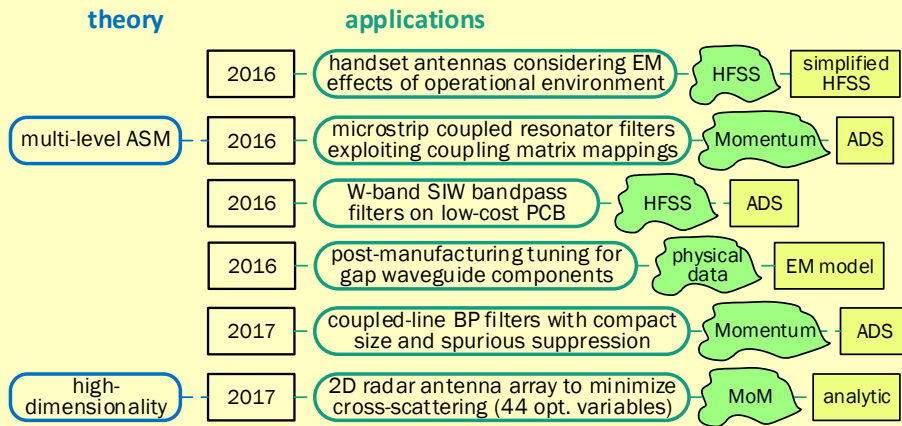 theory applications
2016 handset antennas considering EM effects of operational environment HFSS simplified HFSS
multi-level ASM 2016 microstrip coupled resonator filters exploiting coupling matrix mappings Momentum ADS
2016 W-band SIW bandpass filters on low-cost PCB HFSS ADS
2016 post-manufacturing tuning for gap waveguide components physical data EM model
2017 coupled-line BP filters with compact size and spurious suppression Momentum ADS
high-dimensionality 2017 2D radar antenna array to minimize cross-scattering (44 opt. variables) MoM analytic